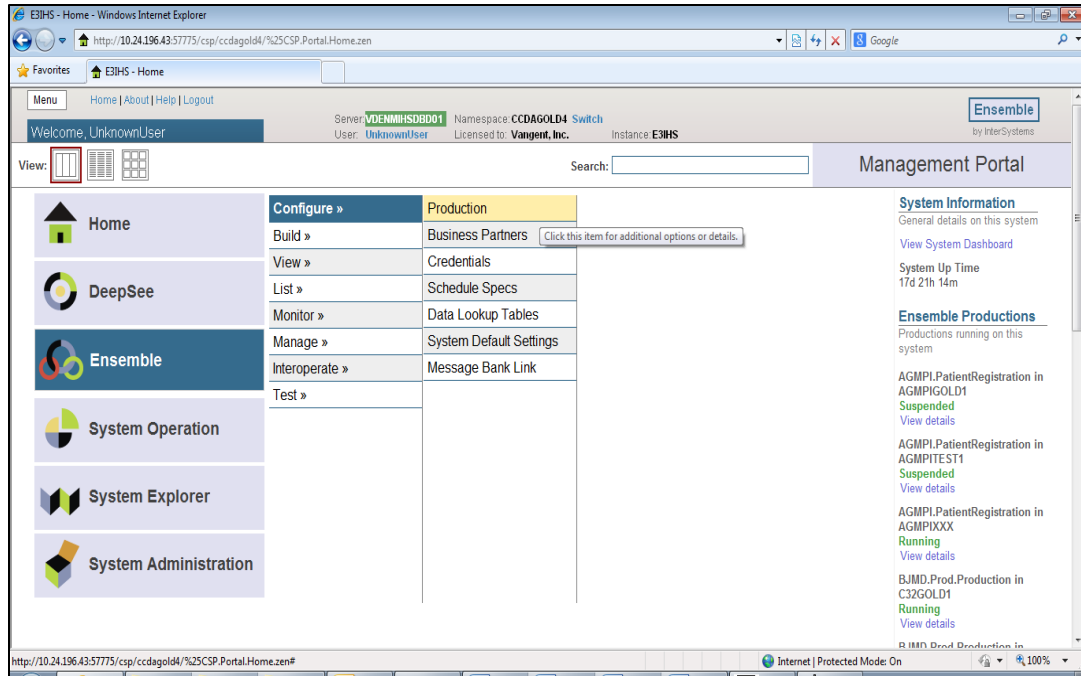 E3IHS - Home - Windows Internet Explorer
http://10.24.196.43:57775/csp/ccdagold4/%25CSP.Portal.Home.zen
Google
Favorites
E3IHS - Home
Menu
Home | About | Help | Logout
Welcome, UnknownUser
Server: VDENMIHSDBD01 Namespace: CCDAGOLD4 Switch
User: UnknownUser Licensed to: Vangent, Inc. Instance: E3IHS
Ensemble
by InterSystems
View:
Search:
Management Portal
Home
DeepSee
Ensemble
System Operation
System Explorer
System Administration
Configure »
Build »
View »
List »
Monitor »
Manage »
Interoperate »
Test »
Production
Business Partners
Click this item for additional options or details.
Credentials
Schedule Specs
Data Lookup Tables
System Default Settings
Message Bank Link
System Information
General details on this system
View System Dashboard
System Up Time
17d 21h 14m
Ensemble Productions
Productions running on this
system
AGMPI.PatientRegistration in
AGMPIGOLD1
Suspended
View details
AGMPI.PatientRegistration in
AGMPITEST1
Suspended
View details
AGMPI.PatientRegistration in
AGMPIXXX
Running
View details
BJMD.Prod.Production in
C32GOLD1
Running
View details
BJMD.Prod.Production in
http://10.24.196.43:57775/csp/ccdagold4/%25CSP.Portal.Home.zen#
Internet | Protected Mode: On
100%